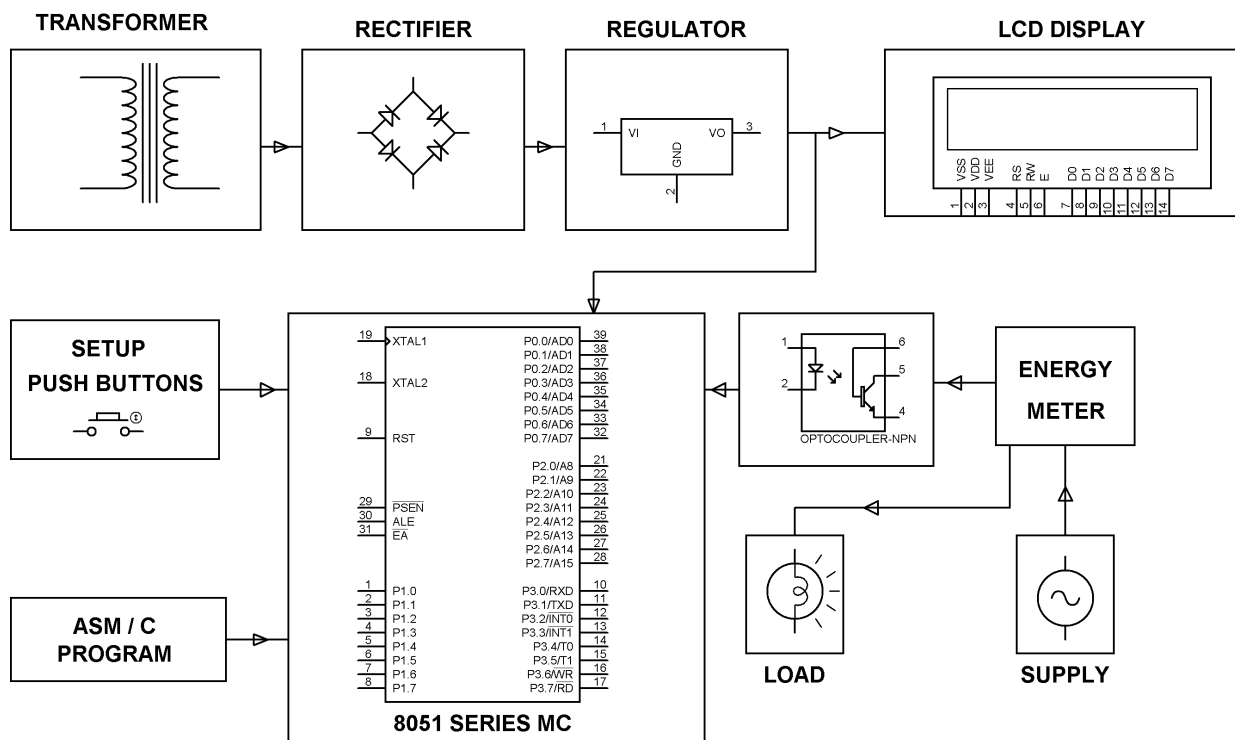 TRANSFORMER
RECTIFIER
REGULATOR
LCD DISPLAY
1 VI VO 3
GND
2
VSS VDD VEE RS RW E D0 D1 D2 D3 D4 D5 D6 D7
1 2 3 4 5 6 7 8 9 10 11 12 13 14
SETUP
PUSH BUTTONS
ASM / C
PROGRAM
19 XTAL1
18 XTAL2
9 RST
29 PSEN
30 ALE
31 EA
1 P1.0
2 P1.1
3 P1.2
4 P1.3
5 P1.4
6 P1.5
7 P1.6
8 P1.7
P0.0/AD0 39
P0.1/AD1 38
P0.2/AD2 37
P0.3/AD3 36
P0.4/AD4 35
P0.5/AD5 34
P0.6/AD6 33
P0.7/AD7 32
P2.0/A8 21
P2.1/A9 22
P2.2/A10 23
P2.3/A11 24
P2.4/A12 25
P2.5/A13 26
P2.6/A14 27
P2.7/A15 28
P3.0/RXD 10
P3.1/TXD 11
P3.2/INT0 12
P3.3/INT1 13
P3.4/T0 14
P3.5/T1 15
P3.6/WR 16
P3.7/RD 17
8051 SERIES MC
1 6
2 5
4
OPTOCOUPLER-NPN
ENERGY
METER
LOAD
SUPPLY